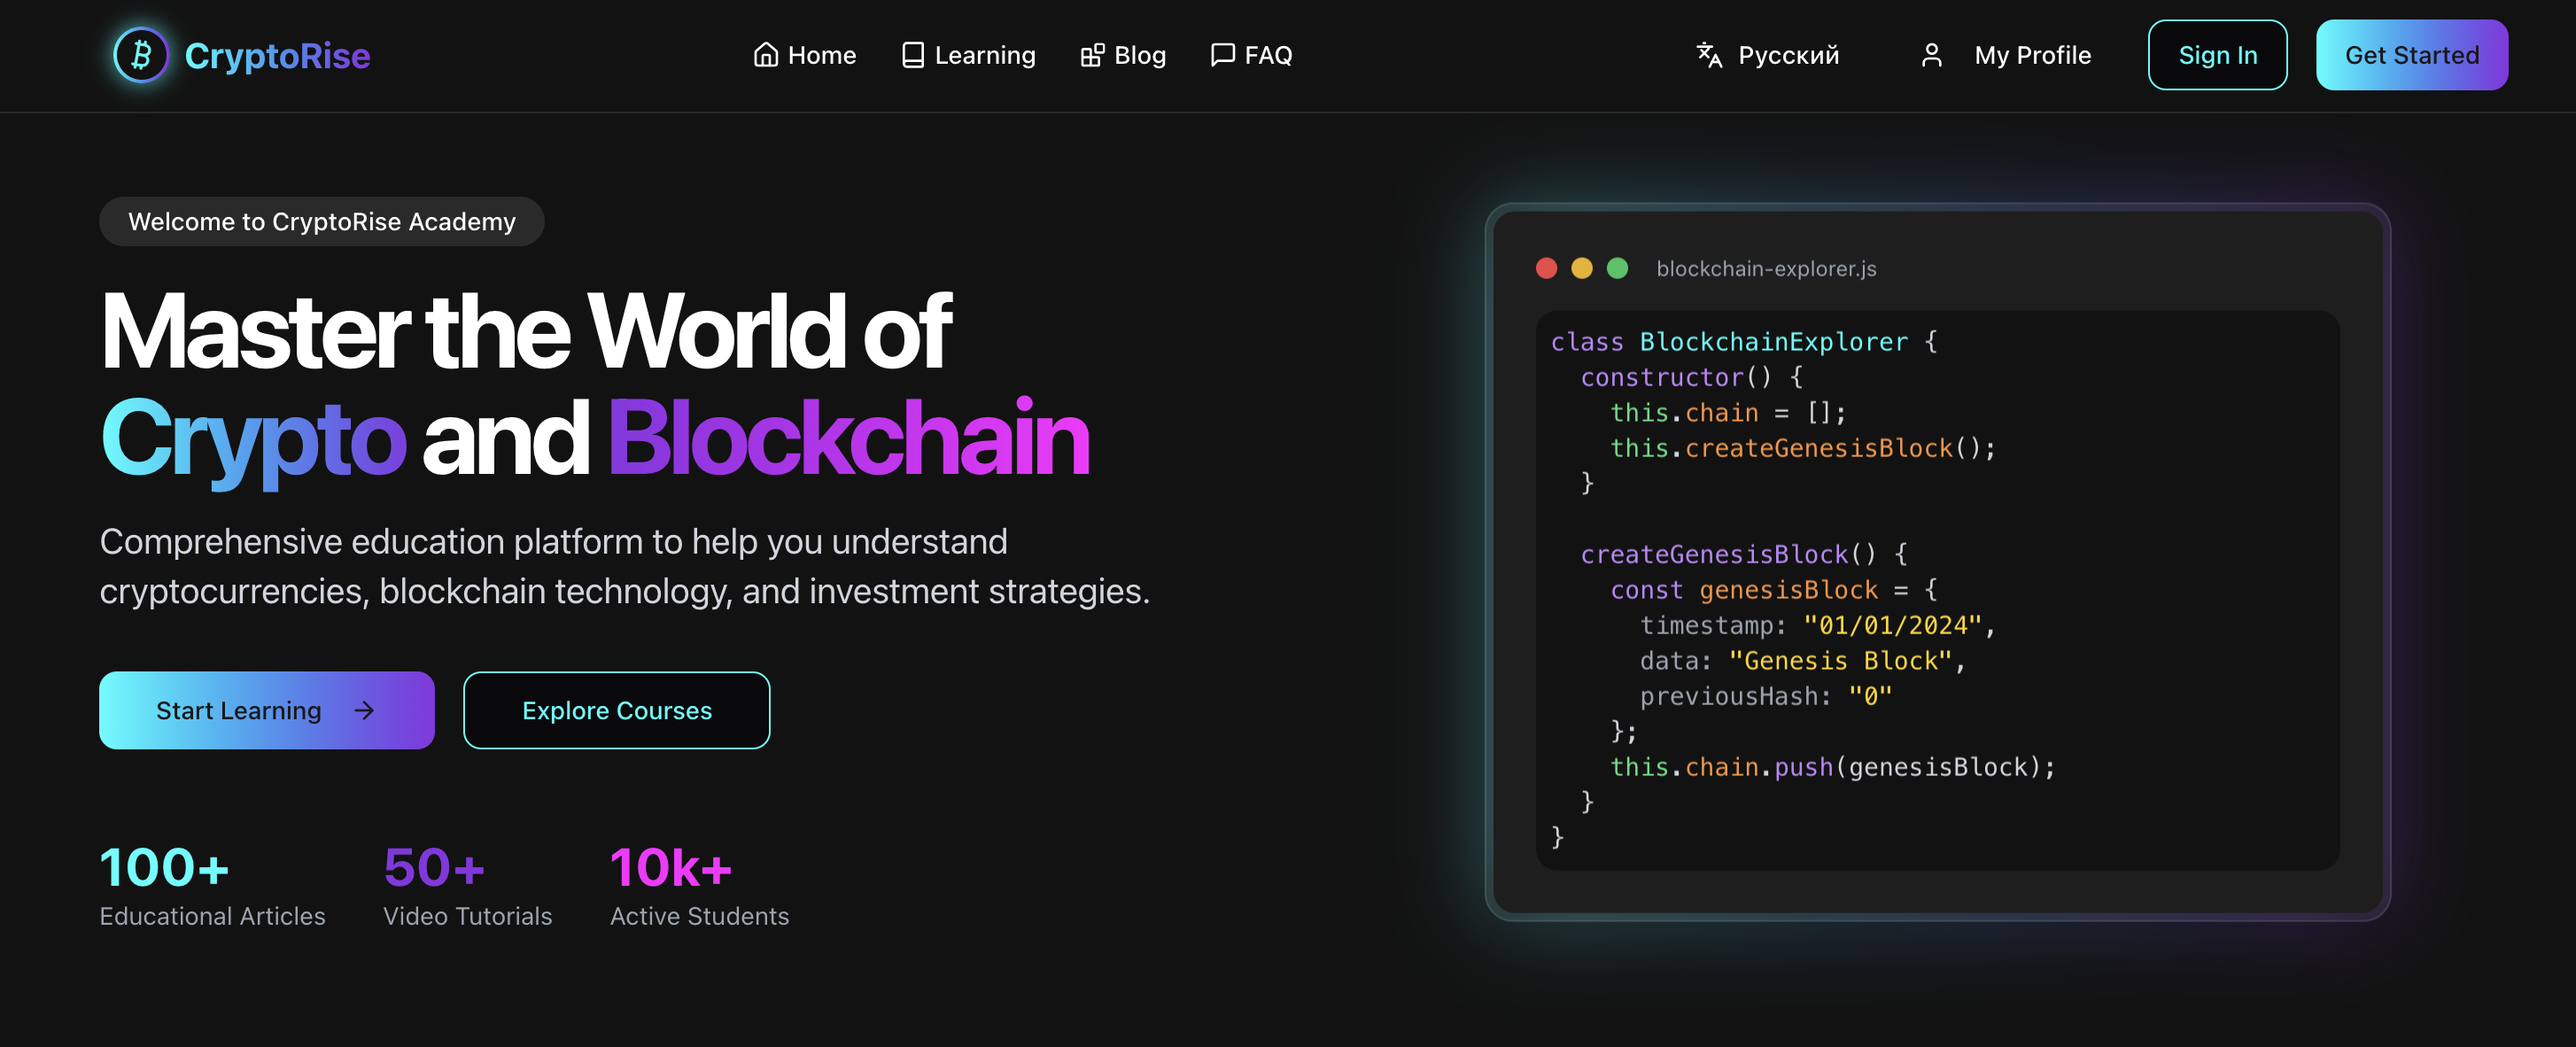 CryptoRise
Home
Learning
Blog
FAQ
Русский
My Profile
Sign In
Get Started
Welcome to CryptoRise Academy
Master the World of
Crypto and Blockchain
Comprehensive education platform to help you understand
cryptocurrencies, blockchain technology, and investment strategies.
Start Learning
Explore Courses
100+
Educational Articles
50+
Video Tutorials
10k+
Active Students
blockchain-explorer.js
class BlockchainExplorer {
  constructor() {
    this.chain = [];
    this.createGenesisBlock();
  }

  createGenesisBlock() {
    const genesisBlock = {
      timestamp: "01/01/2024",
      data: "Genesis Block",
      previousHash: "0"
    };
    this.chain.push(genesisBlock);
  }
}